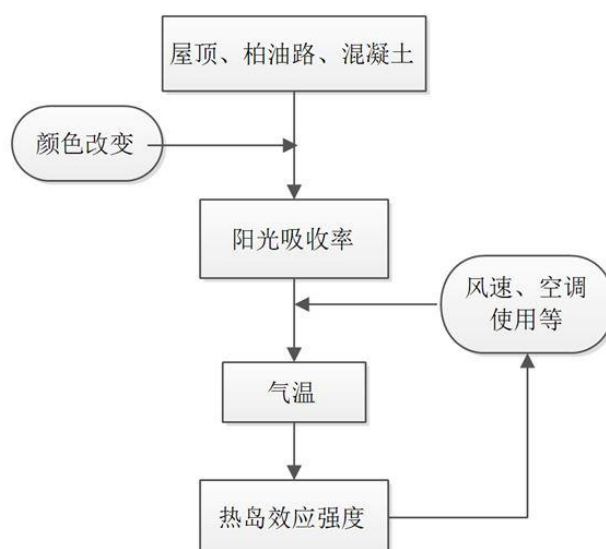 屋顶、柏油路、混凝土
颜色改变
阳光吸收率
风速、空调
使用等
气温
热岛效应强度